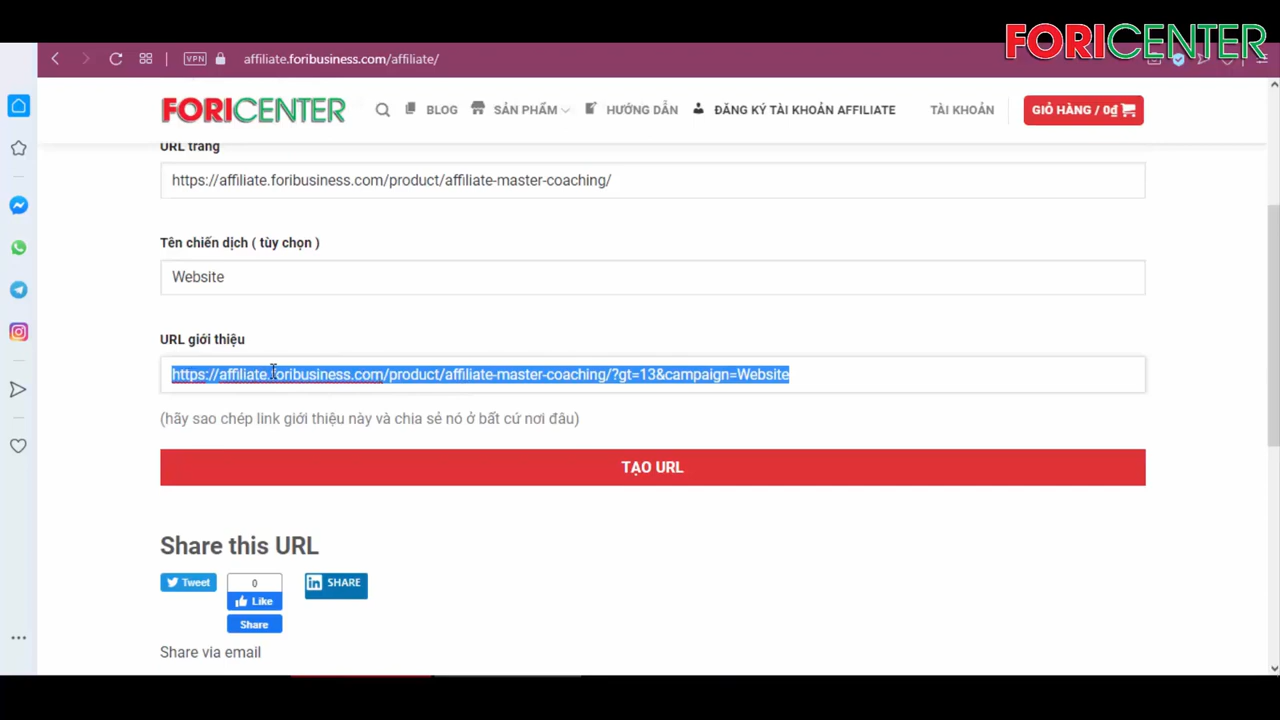 FORICENTER
VPN
affiliate.foribusiness.com/affiliate/
FORICENTER
BLOG
SẢN PHẨM
HƯỚNG DẪN
ĐĂNG KÝ TÀI KHOẢN AFFILIATE
TÀI KHOẢN
GIỎ HÀNG / 0₫
URL trang
https://affiliate.foribusiness.com/product/affiliate-master-coaching/
Tên chiến dịch ( tùy chọn )
Website
URL giới thiệu
https://affiliate.foribusiness.com/product/affiliate-master-coaching/?gt=13&campaign=Website
(hãy sao chép link giới thiệu này và chia sẻ nó ở bất cứ nơi đâu)
TẠO URL
Share this URL
Tweet
0
Like
Share
in SHARE
Share via email